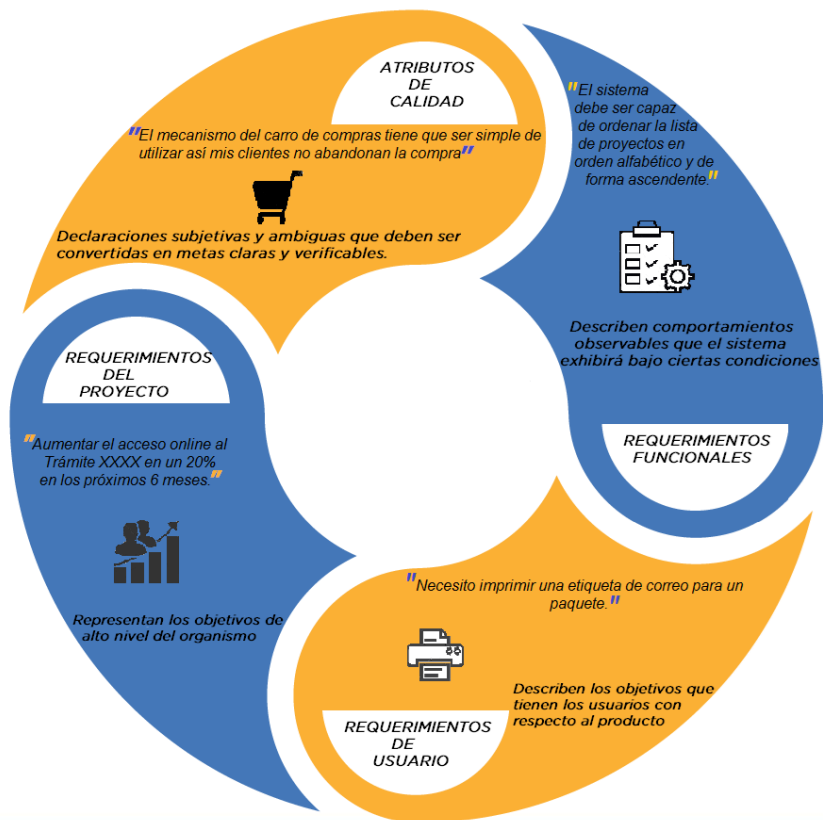 ATRIBUTOS
DE
CALIDAD
"El mecanismo del carro de compras tiene que ser simple de
utilizar así mis clientes no abandonan la compra"
Declaraciones subjetivas y ambiguas que deben ser
convertidas en metas claras y verificables.
"El sistema
debe ser capaz
de ordenar la lista
de proyectos en
orden alfabético y de
forma ascendente."
Describen comportamientos
observables que el sistema
exhibirá bajo ciertas condiciones
REQUERIMIENTOS
FUNCIONALES
REQUERIMIENTOS
DEL
PROYECTO
"Aumentar el acceso online al
Trámite XXXX en un 20%
en los próximos 6 meses."
Representan los objetivos de
alto nivel del organismo
"Necesito imprimir una etiqueta de correo para un
paquete."
Describen los objetivos que
tienen los usuarios con
respecto al producto
REQUERIMIENTOS
DE
USUARIO